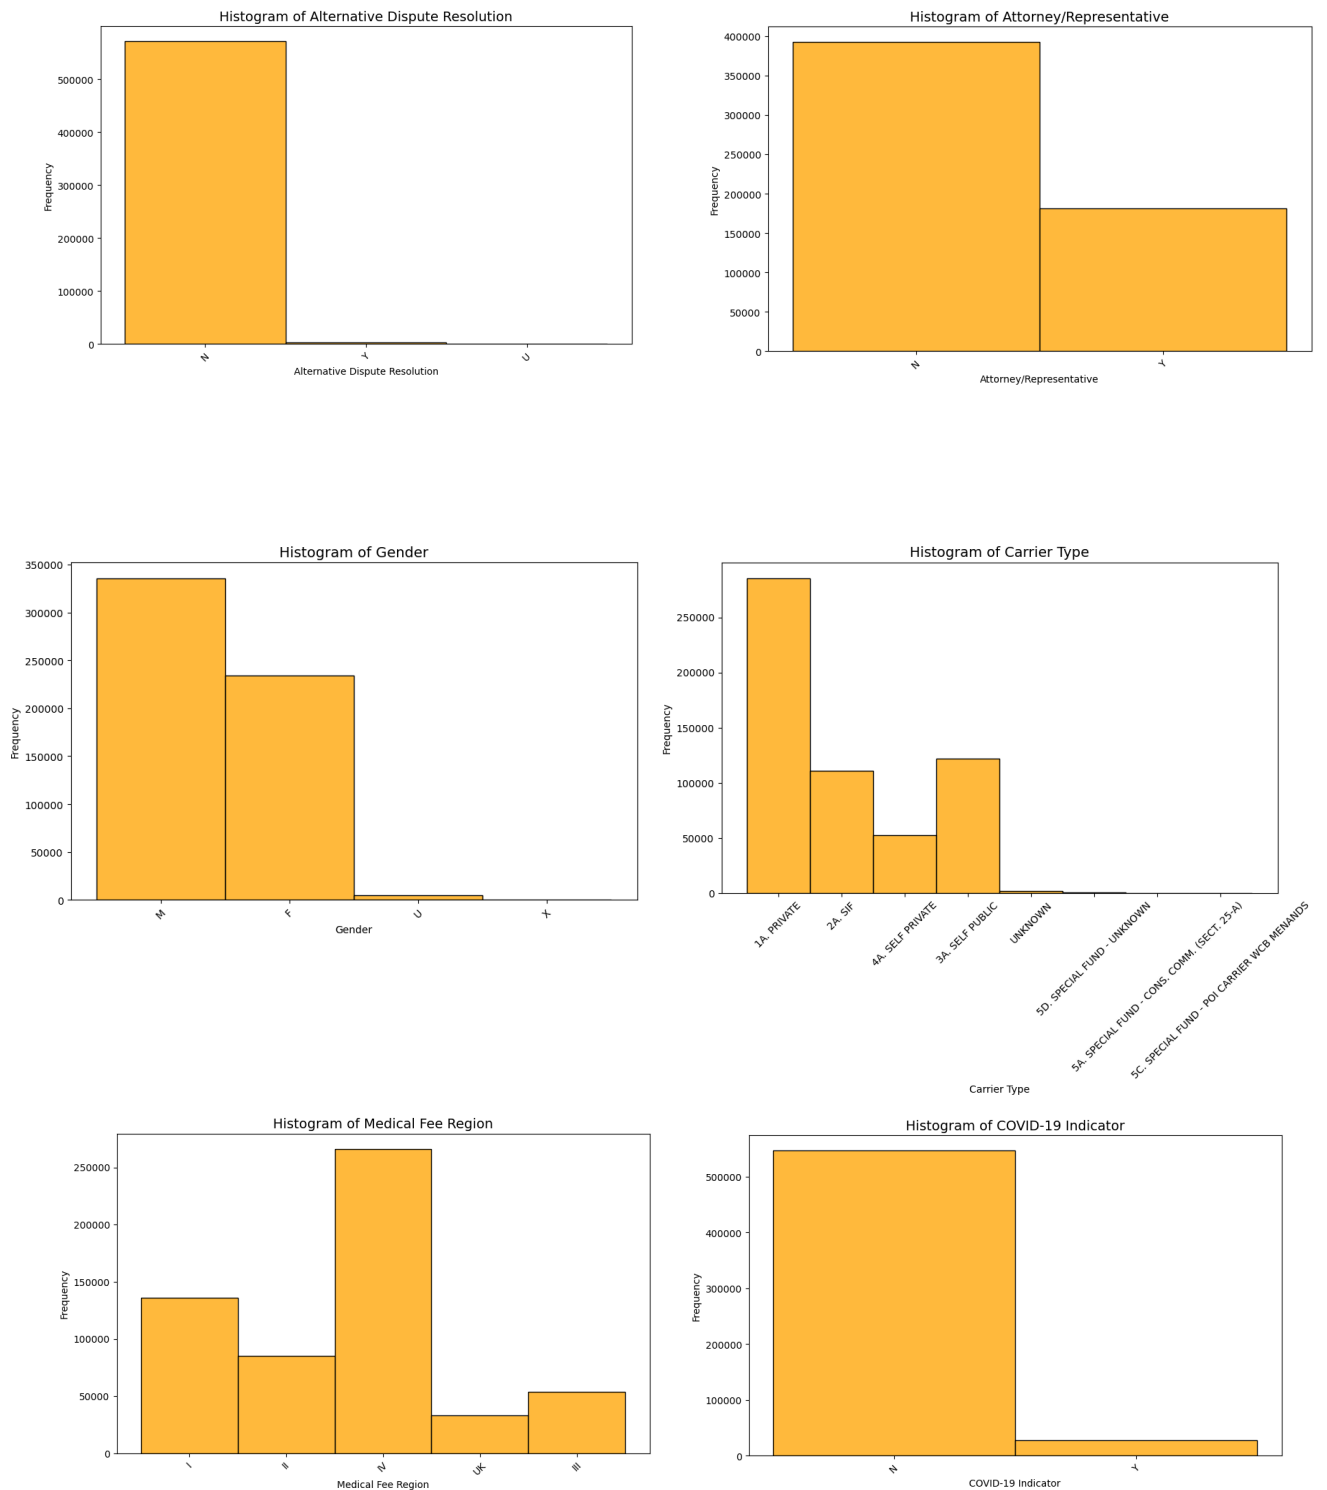 Histogram of Alternative Dispute Resolution
500000
400000
300000
200000
100000
0
Frequency
N
Y
U
Alternative Dispute Resolution
Histogram of Attorney/Representative
400000
350000
300000
250000
200000
150000
100000
50000
0
Frequency
N
Y
Attorney/Representative
Histogram of Gender
350000
300000
250000
200000
150000
100000
50000
0
Frequency
M
F
U
X
Gender
Histogram of Carrier Type
250000
200000
150000
100000
50000
0
Frequency
1A. PRIVATE
2A. SIF
4A. SELF PRIVATE
3A. SELF PUBLIC
UNKNOWN
5D. SPECIAL FUND - UNKNOWN
5A. SPECIAL FUND - CONS. COMM. (SECT. 25-A)
5C. SPECIAL FUND - POI CARRIER WCB MENANDS
Carrier Type
Histogram of Medical Fee Region
250000
200000
150000
100000
50000
0
Frequency
I
II
IV
UK
III
Medical Fee Region
Histogram of COVID-19 Indicator
500000
400000
300000
200000
100000
0
Frequency
N
Y
COVID-19 Indicator